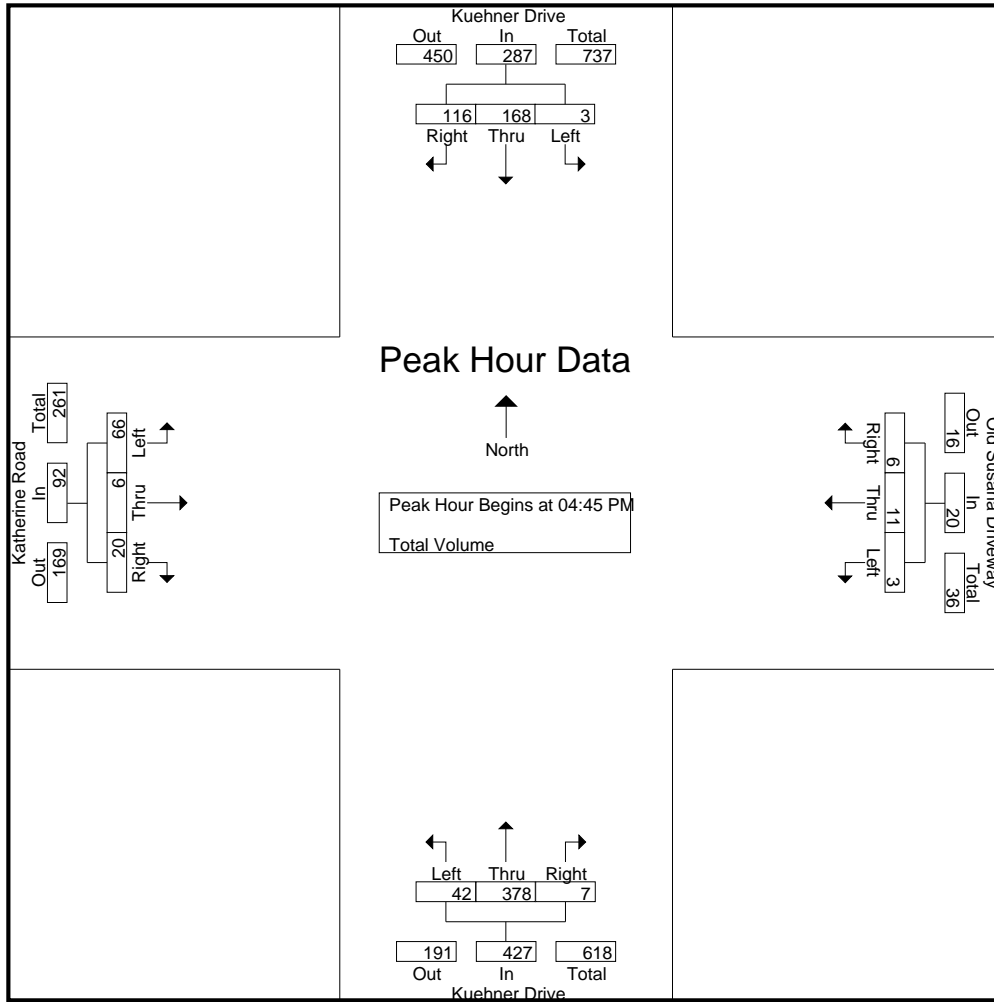 Kuehner Drive
Out In Total
450 287 737
116 168 3
Right Thru Left
Peak Hour Data
North
Peak Hour Begins at 04:45 PM
Total Volume
Katherine Road
Total In Out
261 92 169
66 6 20
Left Thru Right
Old Susana Driveway
Out In Total
16 20 36
Right Thru Left
6 11 3
Left Thru Right
42 378 7
191 427 618
Out In Total
Kuehner Drive